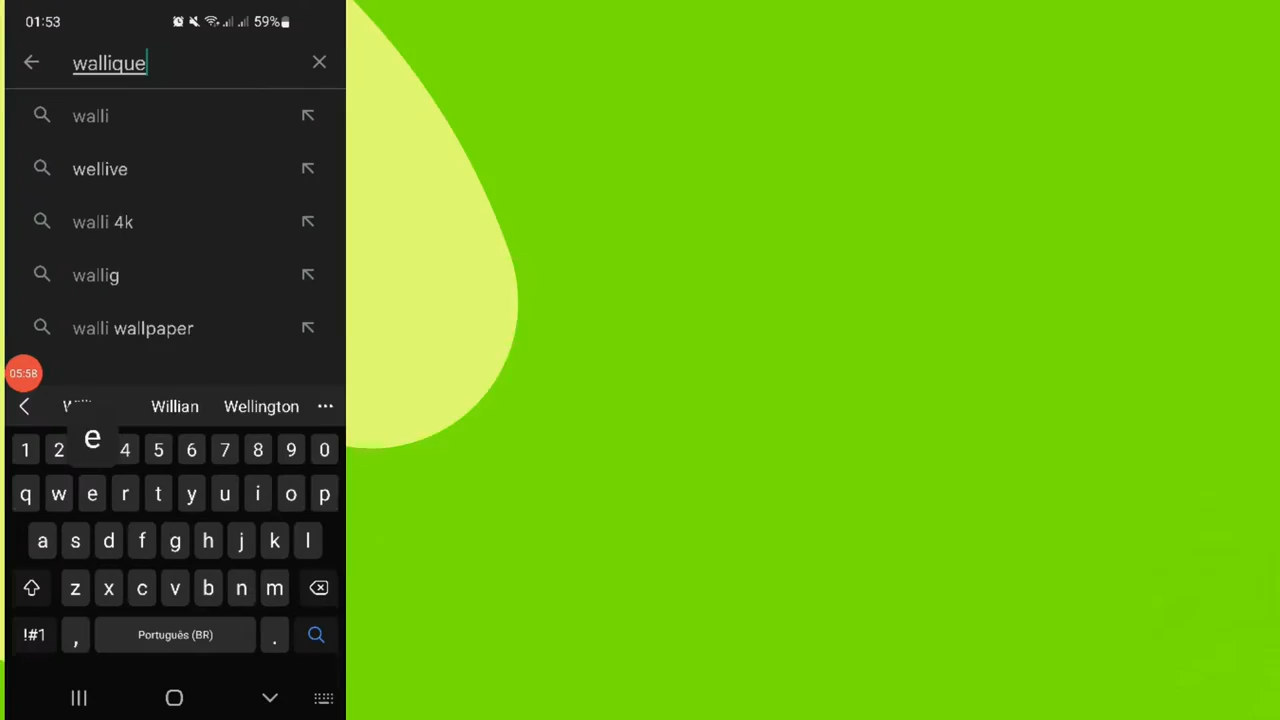 01:53 59%
wallique
walli
wellive
walli 4k
wallig
walli wallpaper
05:58
Willian Wellington
e
1 2 4 5 6 7 8 9 0
q w e r t y u i o p
a s d f g h j k l
z x c v b n m
!#1 , Português (BR) .